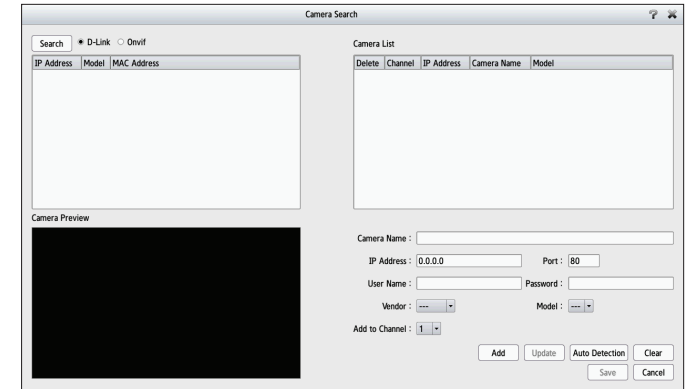 Camera Search ?
Search D-Link Onvif
IP Address Model MAC Address
Camera List
Delete Channel IP Address Camera Name Model
Camera Preview
Camera Name :
IP Address : 0.0.0.0 Port : 80
User Name : Password :
Vendor : --- Model : ---
Add to Channel : 1
Add Update Auto Detection Clear
Save Cancel